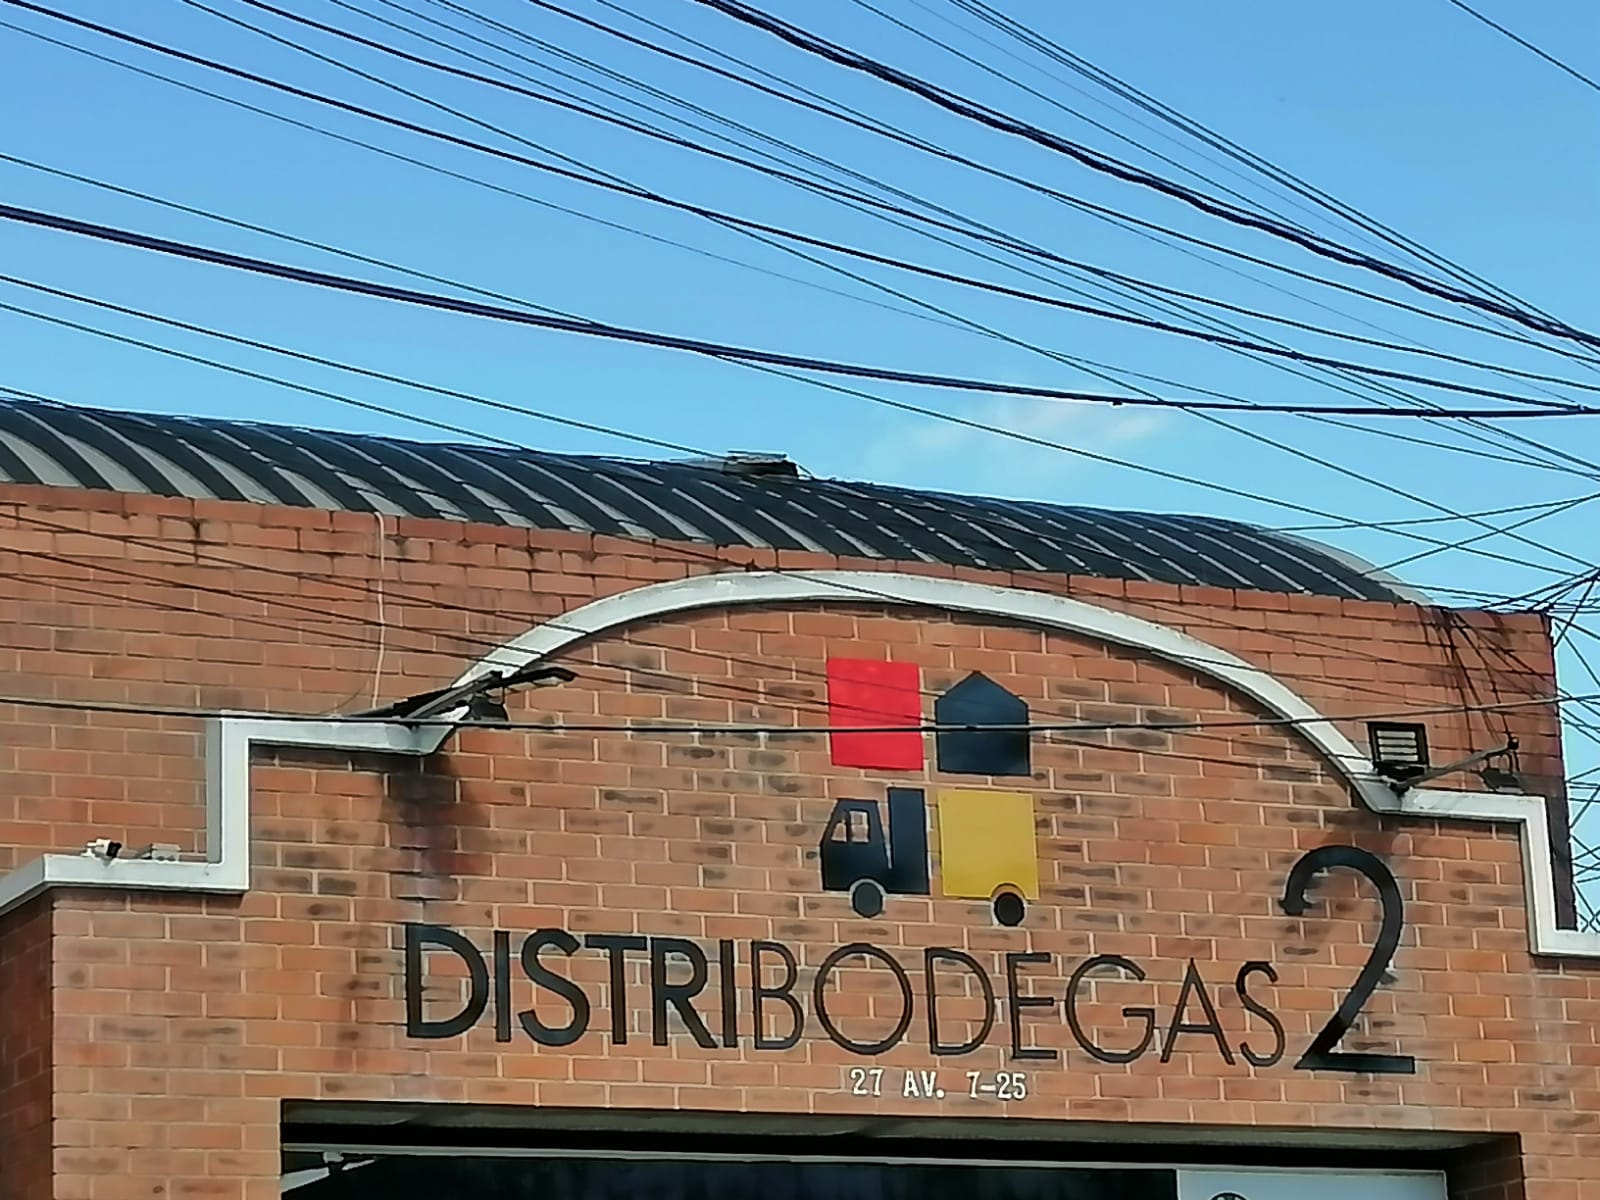 DISTRIBODEGAS 2
27 AV. 7-25